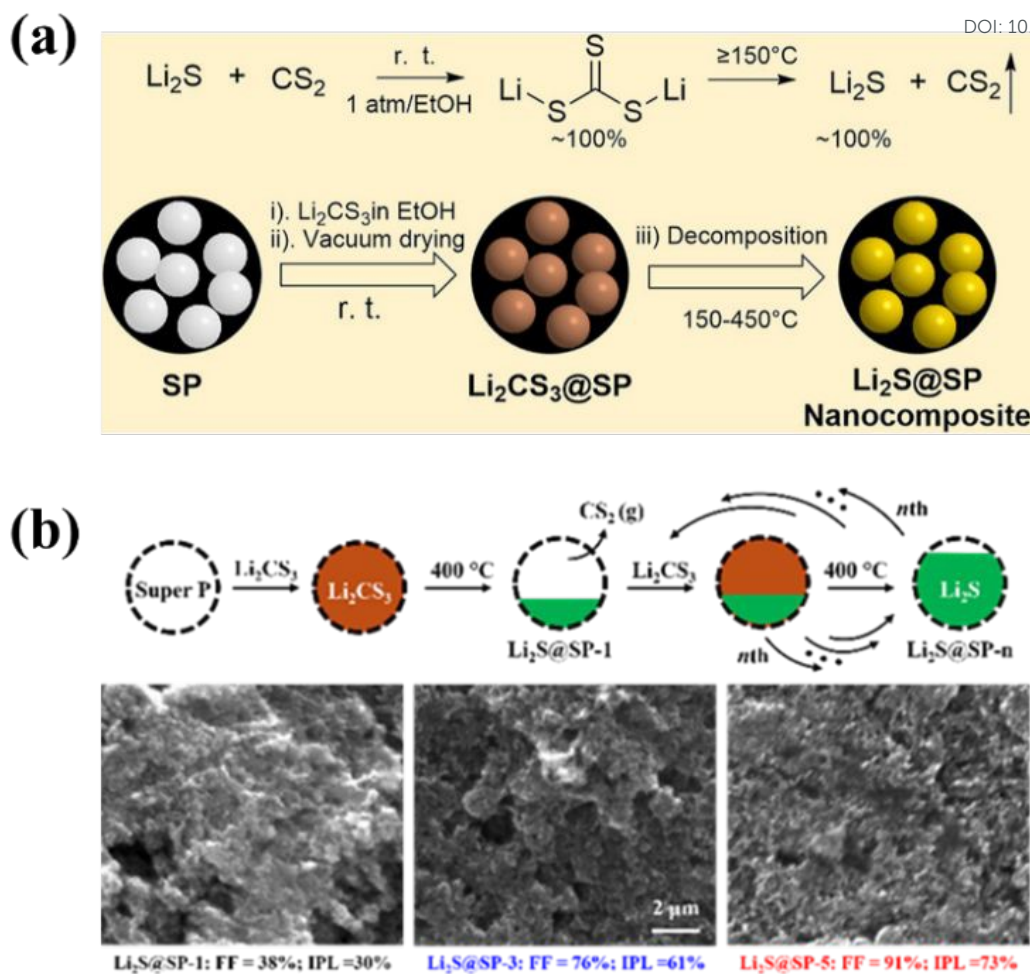 (a)
DOI: 10.
Li₂S + CS₂
r. t.
1 atm/EtOH
S
Li S S Li
~100%
≥150°C
Li₂S + CS₂
~100%
i). Li₂CS₃in EtOH
ii). Vacuum drying
r. t.
iii) Decomposition
150-450°C
SP
Li₂CS₃@SP
Li₂S@SP
Nanocomposite
(b)
CS₂ (g)
nth
Super P
Li₂CS₃
Li₂CS₃
400 °C
Li₂CS₃
400 °C
Li₂S
Li₂S@SP-1
nth
Li₂S@SP-n
2 μm
Li₂S@SP-1: FF = 38%; IPL =30%
Li₂S@SP-3: FF = 76%; IPL =61%
Li₂S@SP-5: FF = 91%; IPL =73%